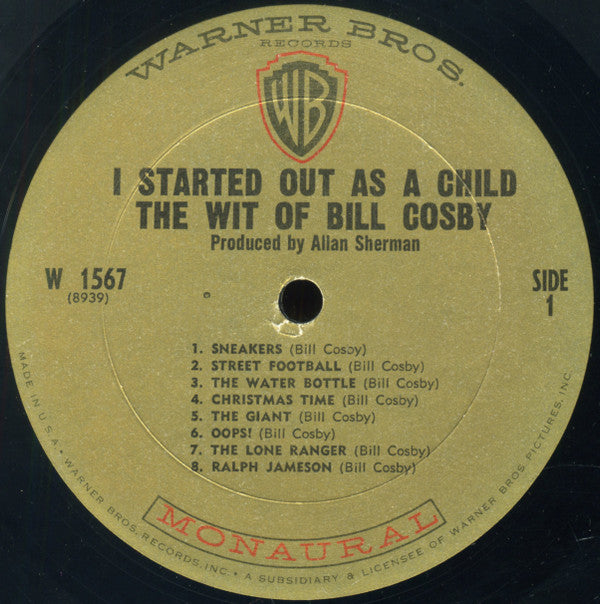 WARNER BROS.
RECORDS
WB
I STARTED OUT AS A CHILD
THE WIT OF BILL COSBY
Produced by Allan Sherman
W 1567
(8939)
SIDE
1
1. SNEAKERS (Bill Cosby)
2. STREET FOOTBALL (Bill Cosby)
3. THE WATER BOTTLE (Bill Cosby)
4. CHRISTMAS TIME (Bill Cosby)
5. THE GIANT (Bill Cosby)
6. OOPS! (Bill Cosby)
7. THE LONE RANGER (Bill Cosby)
8. RALPH JAMESON (Bill Cosby)
MONAURAL
MADE IN U.S.A. • WARNER BROS. RECORDS, INC. • A SUBSIDIARY & LICENSEE OF WARNER BROS. PICTURES, INC.